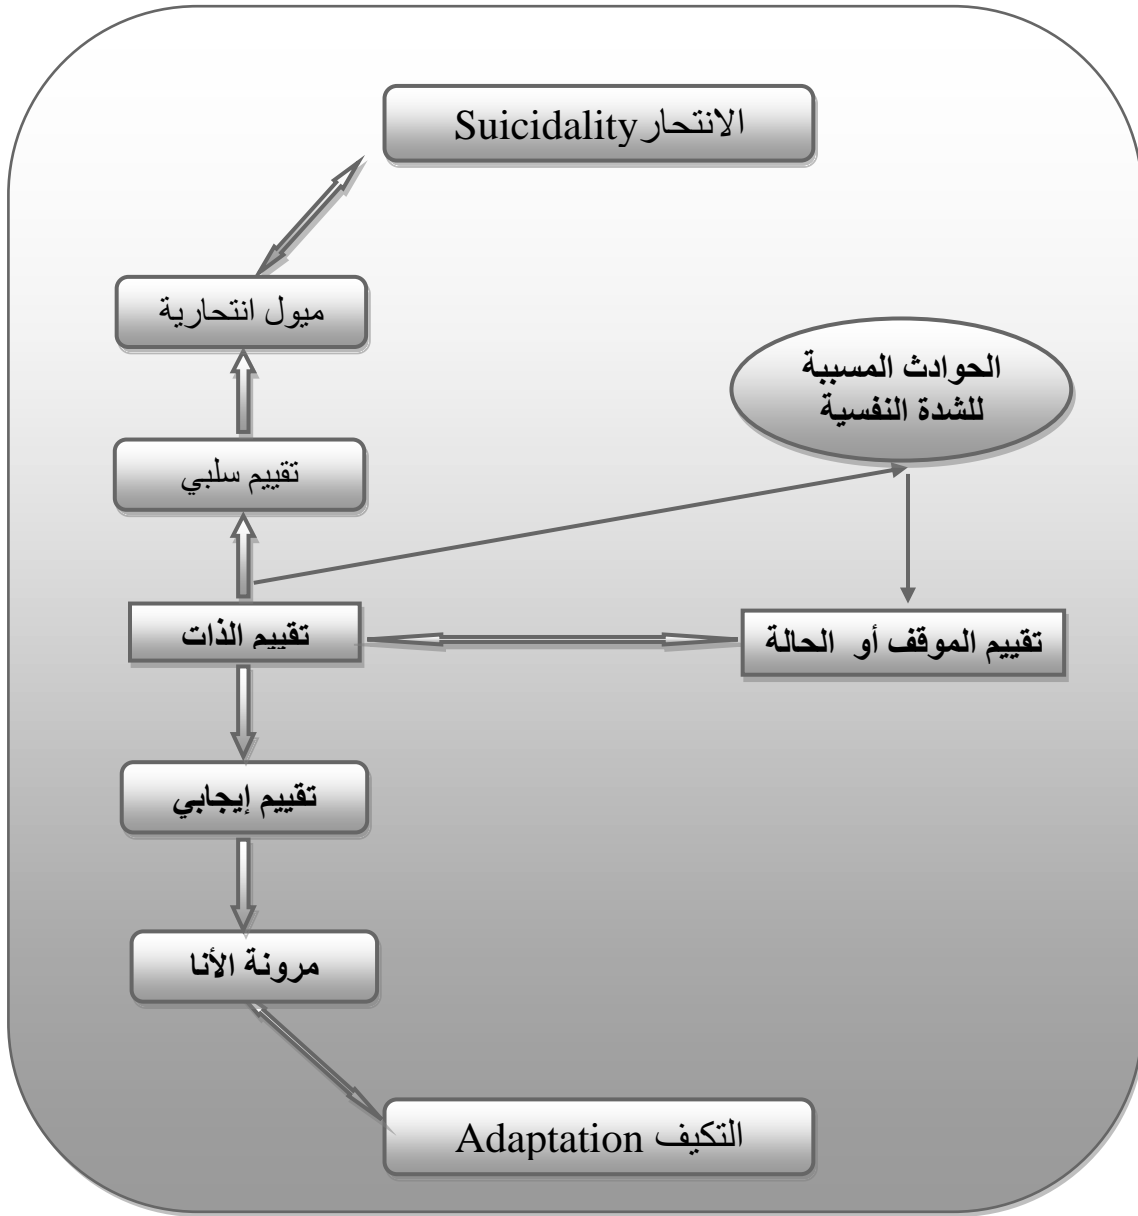 الانتحار Suicidality
ميول انتحارية
الحوادث المسببة
للشدة النفسية
تقييم سلبي
تقييم الذات
تقييم الموقف أو الحالة
تقييم إيجابي
مرونة الأنا
التكيف Adaptation